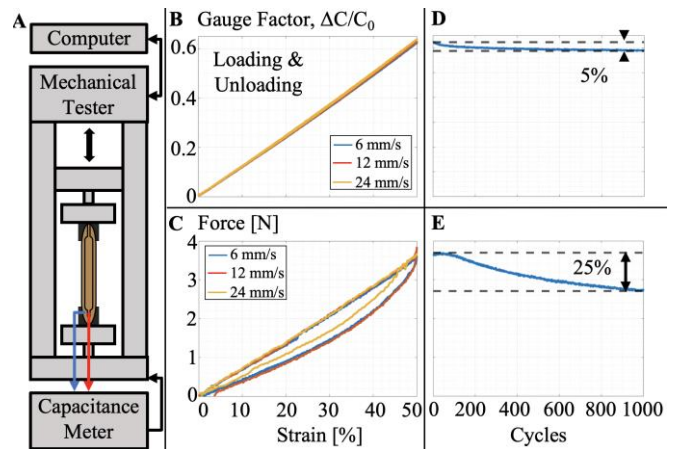 A
Computer
Mechanical
Tester
Capacitance
Meter
B Gauge Factor, ΔC/C0
0.6
0.4
0.2
0
Loading &
Unloading
6 mm/s
12 mm/s
24 mm/s
C Force [N]
4
3
2
1
0
6 mm/s
12 mm/s
24 mm/s
0 10 20 30 40 50
Strain [%]
D
5%
E
25%
0 200 400 600 800 1000
Cycles